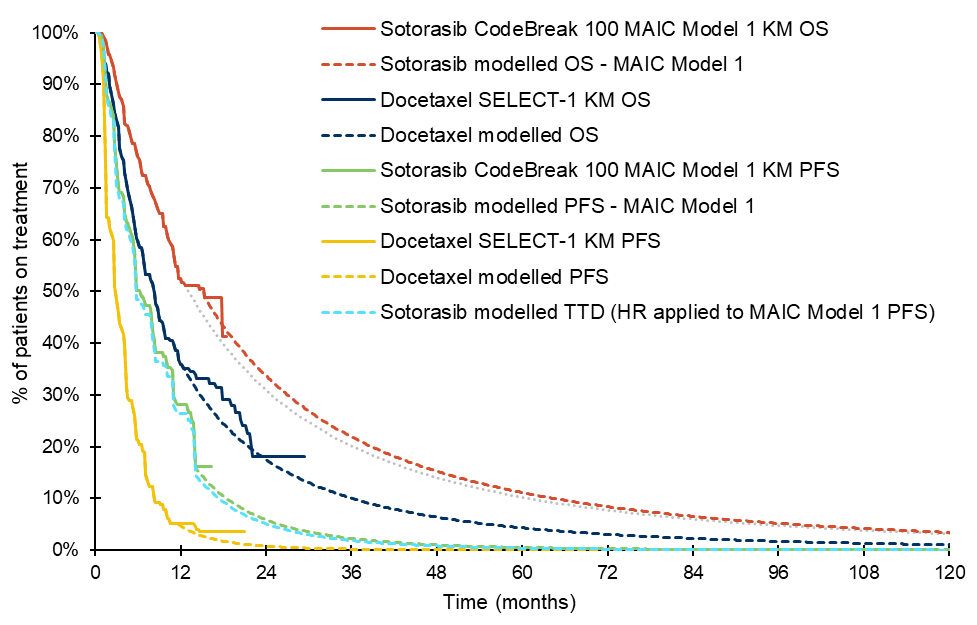 100%
90%
80%
70%
60%
50%
40%
30%
20%
10%
0%
% of patients on treatment
Sotorasib CodeBreak 100 MAIC Model 1 KM OS
Sotorasib modelled OS - MAIC Model 1
Docetaxel SELECT-1 KM OS
Docetaxel modelled OS
Sotorasib CodeBreak 100 MAIC Model 1 KM PFS
Sotorasib modelled PFS - MAIC Model 1
Docetaxel SELECT-1 KM PFS
Docetaxel modelled PFS
Sotorasib modelled TTD (HR applied to MAIC Model 1 PFS)
0 12 24 36 48 60 72 84 96 108 120
Time (months)